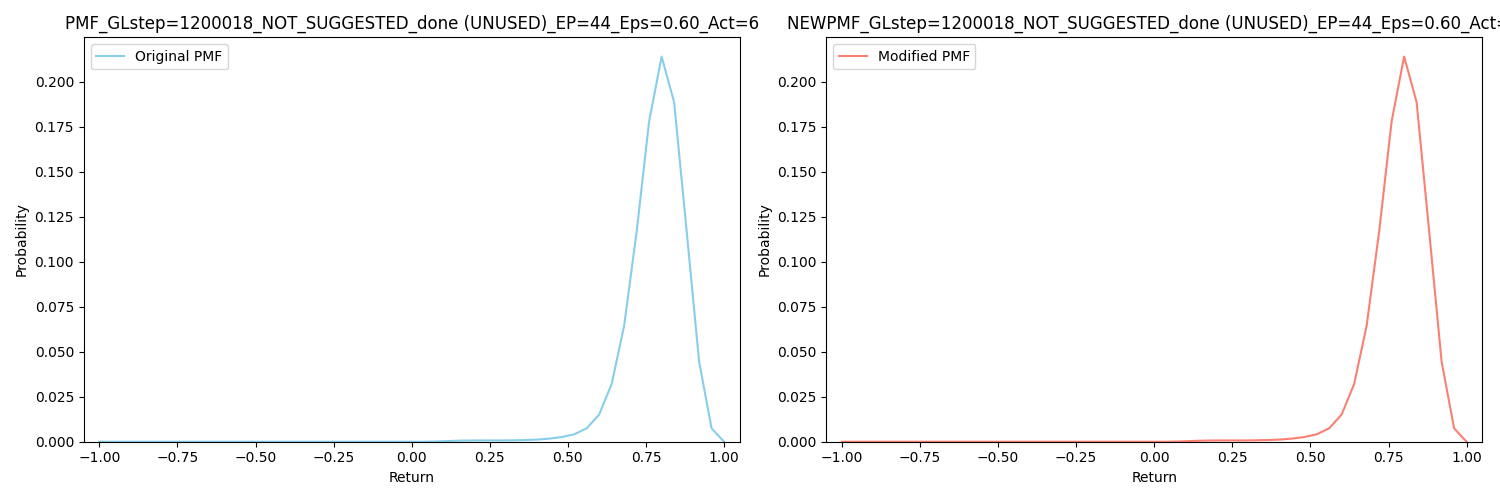 PMF_GLstep=1200018_NOT_SUGGESTED_done (UNUSED)_EP=44_Eps=0.60_Act=6
Original PMF
Probability
0.200
0.175
0.150
0.125
0.100
0.075
0.050
0.025
0.000
−1.00 −0.75 −0.50 −0.25 0.00 0.25 0.50 0.75 1.00
Return
NEWPMF_GLstep=1200018_NOT_SUGGESTED_done (UNUSED)_EP=44_Eps=0.60_Act=
Modified PMF
Probability
0.200
0.175
0.150
0.125
0.100
0.075
0.050
0.025
0.000
−1.00 −0.75 −0.50 −0.25 0.00 0.25 0.50 0.75 1.00
Return